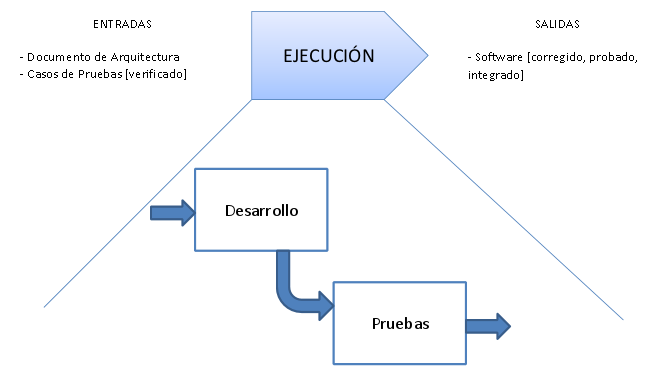 ENTRADAS
- Documento de Arquitectura
- Casos de Pruebas [verificado]
EJECUCIÓN
SALIDAS
- Software [corregido, probado,
integrado]
Desarrollo
Pruebas